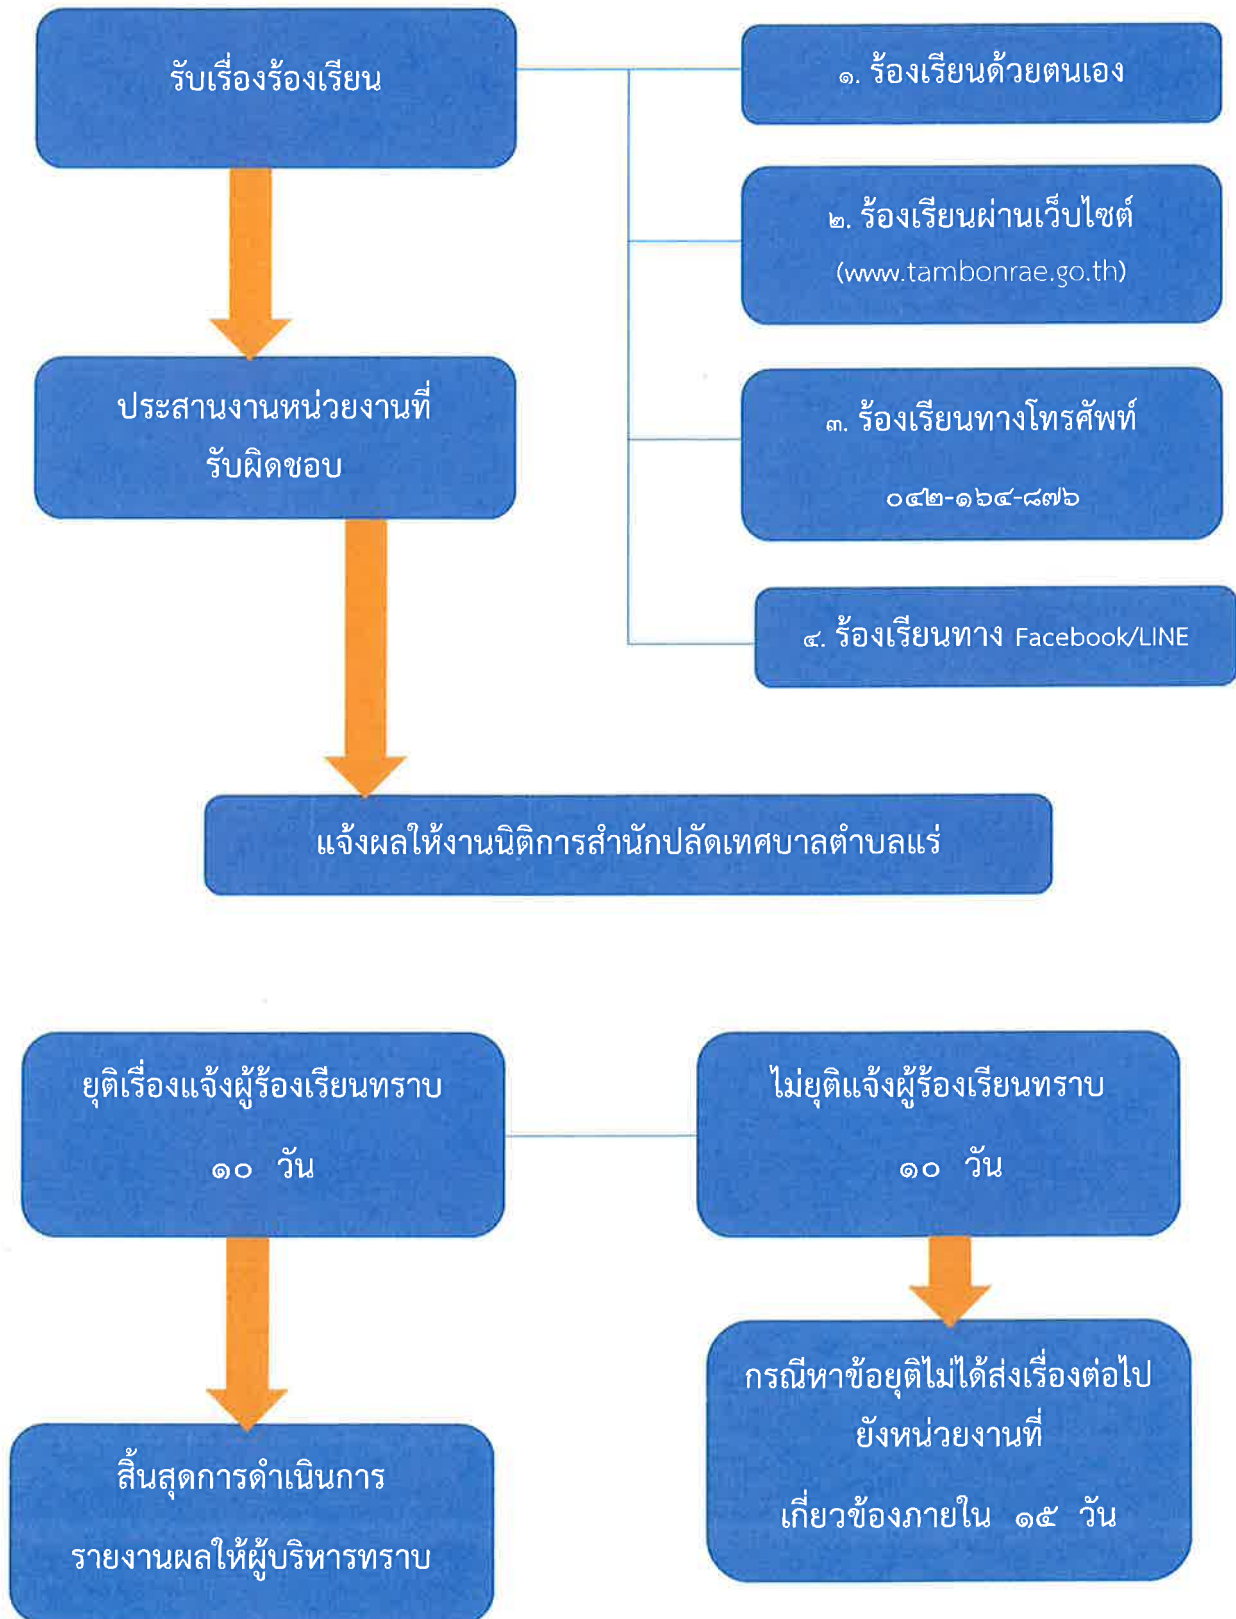 รับเรื่องร้องเรียน
๑. ร้องเรียนด้วยตนเอง
๒. ร้องเรียนผ่านเว็บไซต์
(www.tambonrae.go.th)
๓. ร้องเรียนทางโทรศัพท์
๐๔๒-๑๖๔-๘๗๖
๔. ร้องเรียนทาง Facebook/LINE
ประสานงานหน่วยงานที่
รับผิดชอบ
แจ้งผลให้งานนิติการสำนักปลัดเทศบาลตำบลแร่
ยุติเรื่องแจ้งผู้ร้องเรียนทราบ
๑๐ วัน
ไม่ยุติแจ้งผู้ร้องเรียนทราบ
๑๐ วัน
สิ้นสุดการดำเนินการ
รายงานผลให้ผู้บริหารทราบ
กรณีหาข้อยุติไม่ได้ส่งเรื่องต่อไป
ยังหน่วยงานที่
เกี่ยวข้องภายใน ๑๕ วัน